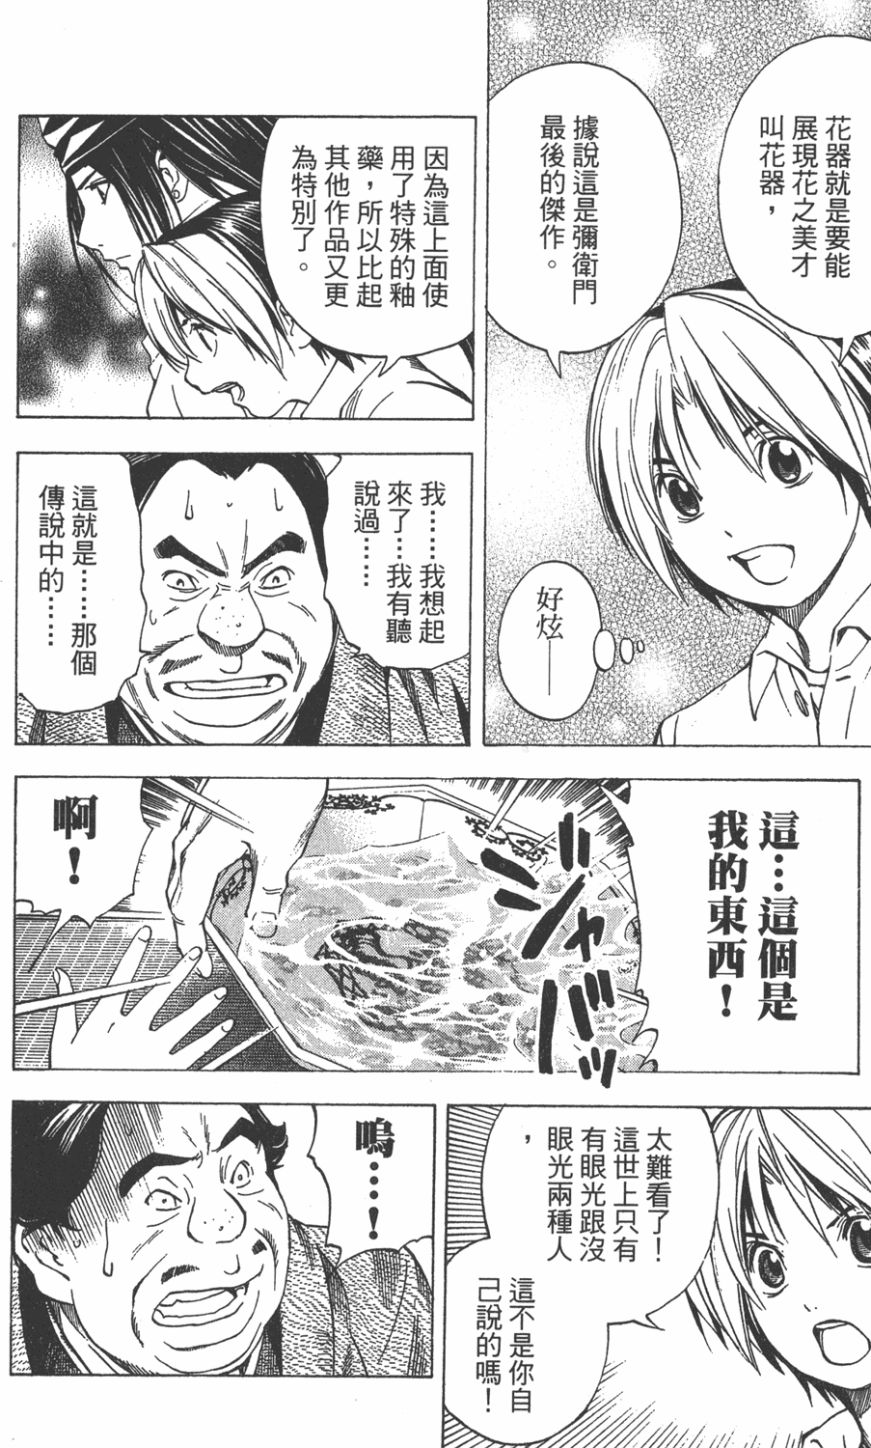 花器就是要能
展現花之美才
叫花器，
據說這是彌衛門
最後的傑作。
好炫——
因為這上面使
用了特殊的釉
藥，所以比起
其他作品又更
為特別了。
我……我想起
來了…我有聽
說過……
這就是……那個
傳說中的……
這…這個是
我的東西！
啊！
太難看了！
這世上只有
有眼光跟沒
眼光兩種人
，
這不是你自
己說的嗎！
嗚…！